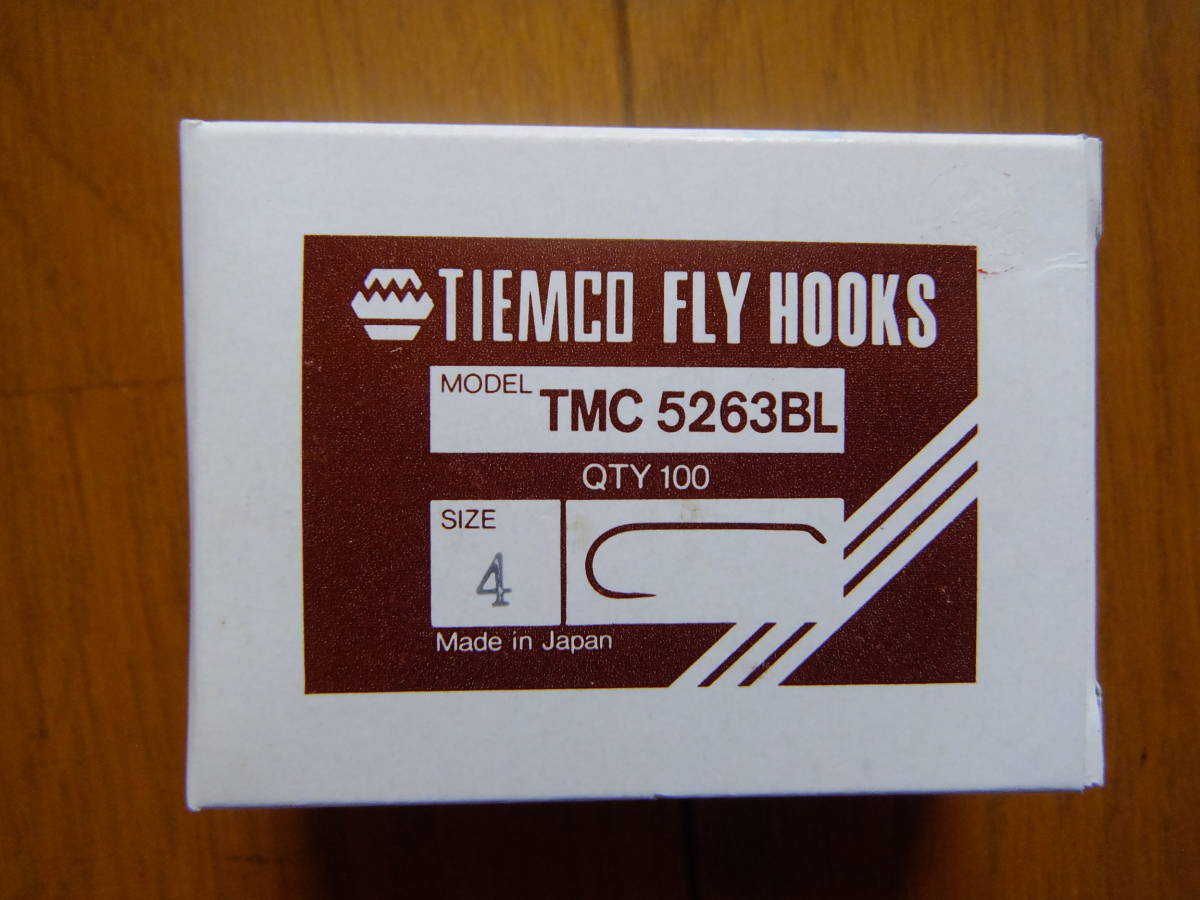 TIEMCO FLY HOOKS
MODEL TMC 5263BL
QTY 100
SIZE
4
Made in Japan